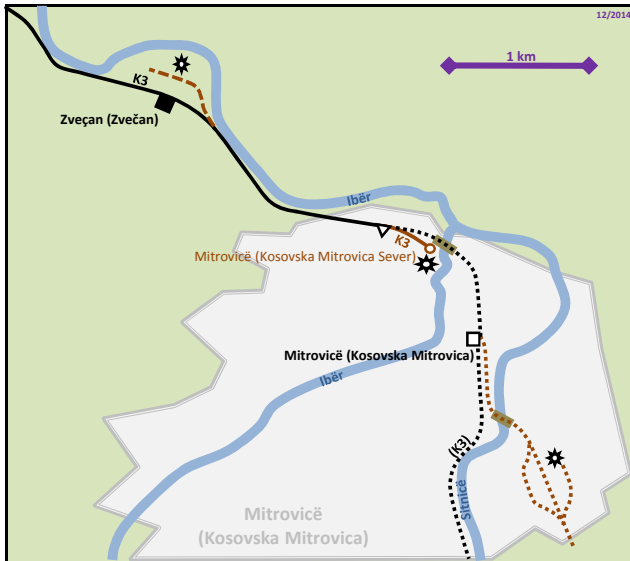 12/2014
1 km
K3
Zveçan (Zvečan)
Ibër
K3
Mitrovicë (Kosovska Mitrovica Sever)
Mitrovicë (Kosovska Mitrovica)
Ibër
(K3)
Sitnicë
Mitrovicë
(Kosovska Mitrovica)